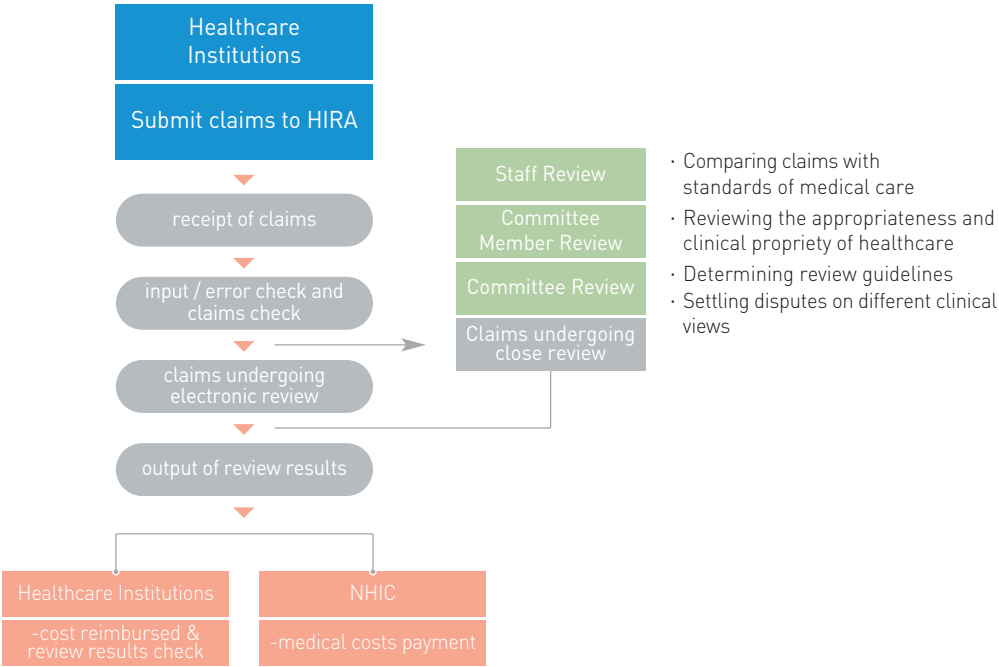 Healthcare
Institutions
Submit claims to HIRA
receipt of claims
input / error check and
claims check
claims undergoing
electronic review
output of review results
Staff Review
Committee
Member Review
Committee Review
Claims undergoing
close review
· Comparing claims with
standards of medical care
· Reviewing the appropriateness and
clinical propriety of healthcare
· Determining review guidelines
· Settling disputes on different clinical
views
Healthcare Institutions
-cost reimbursed &
review results check
NHIC
-medical costs payment